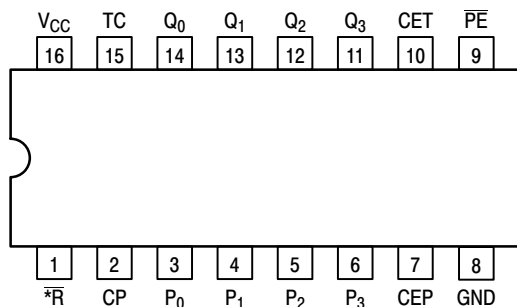 VCC TC Q0 Q1 Q2 Q3 CET P̅E̅
16 15 14 13 12 11 10 9
1 2 3 4 5 6 7 8
*̅R̅ CP P0 P1 P2 P3 CEP GND